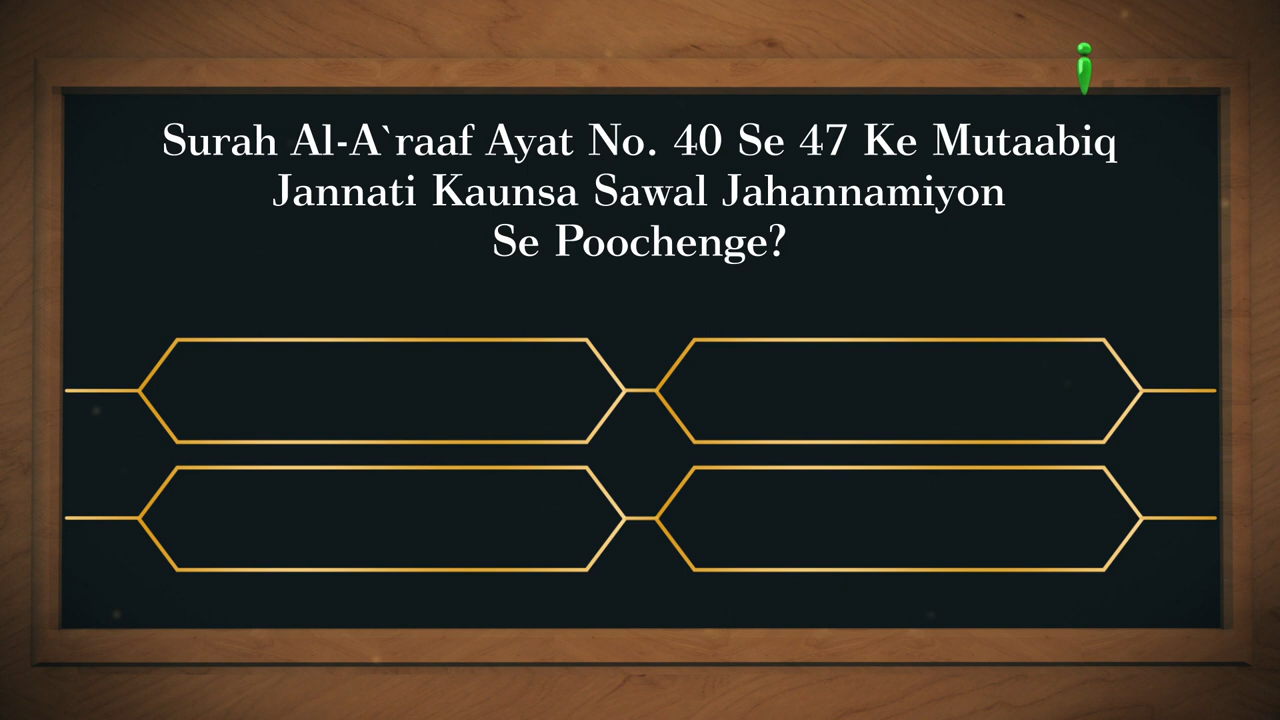 Surah Al-A`raaf Ayat No. 40 Se 47 Ke Mutaabiq
Jannati Kaunsa Sawal Jahannamiyon
Se Poochenge?